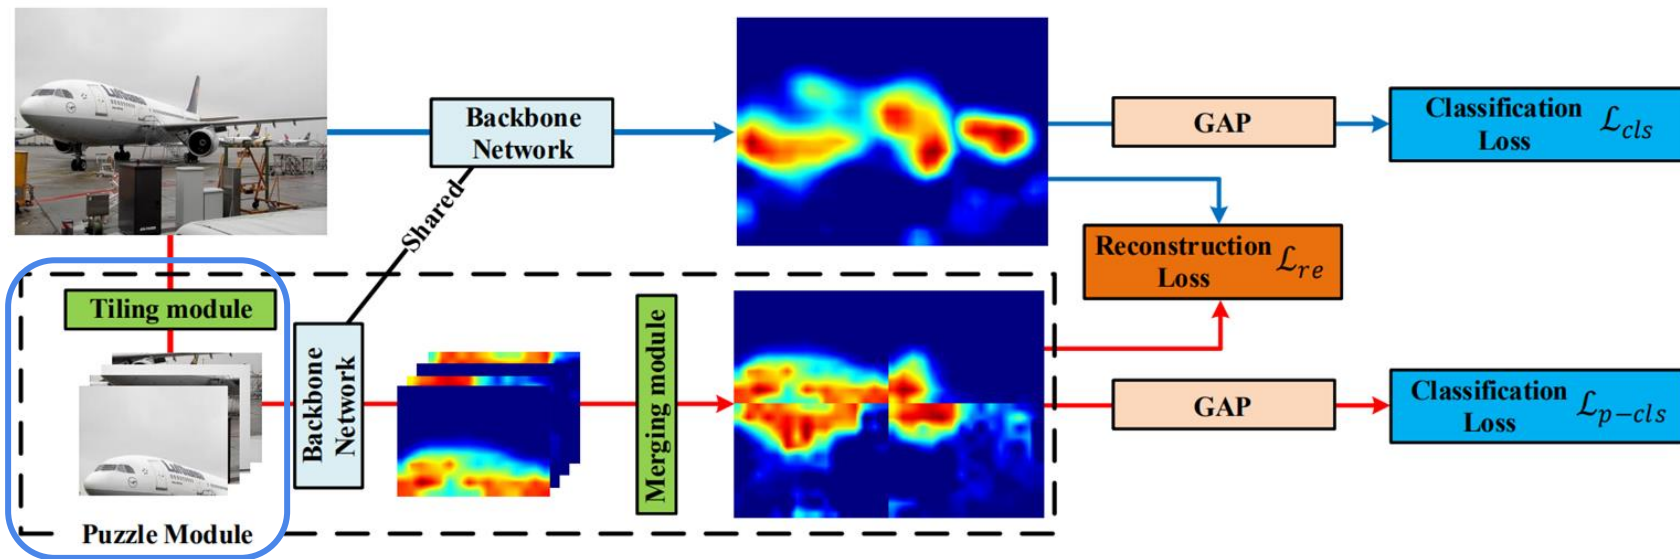 Backbone
Network
GAP
Classification
Loss
ℒcls
Shared
Reconstruction
Loss
ℒre
Tiling module
Backbone
Network
Merging module
GAP
Classification
Loss
ℒp−cls
Puzzle Module
Lufthansa